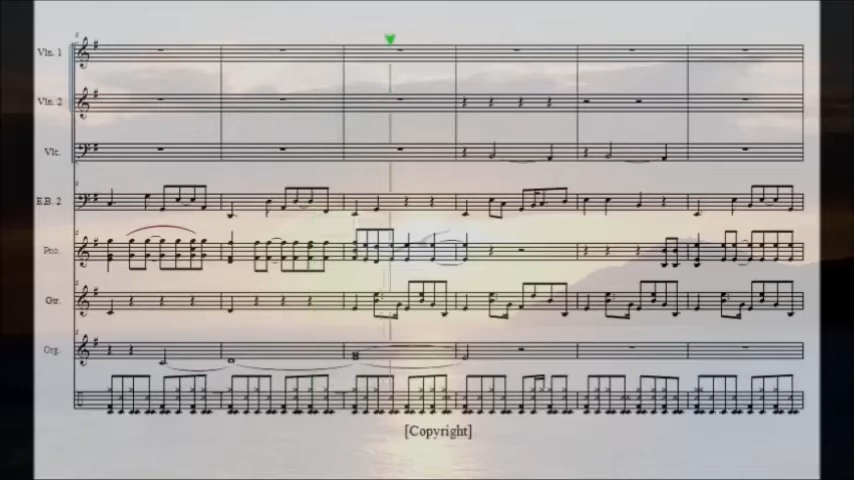 Vln. 1
Vln. 2
Vlc.
E.B. 2
Pno.
Gtr.
Org.
[Copyright]